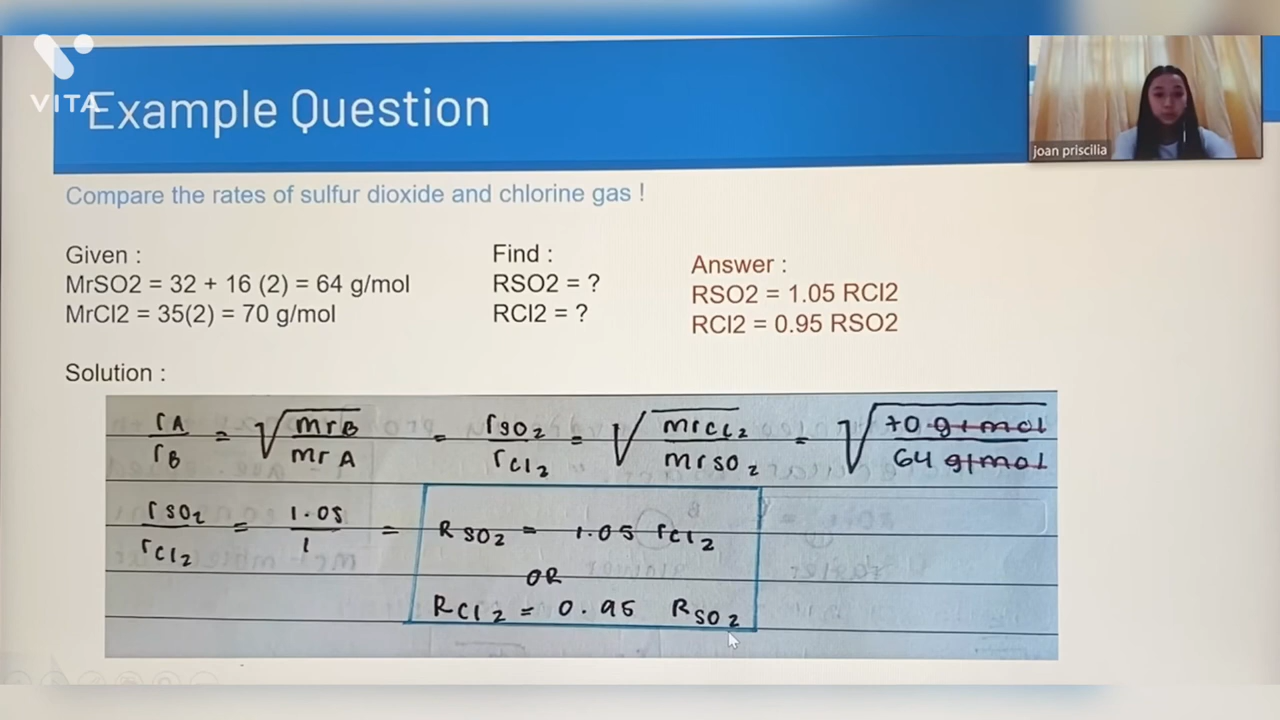 VITA
Example Question
joan priscilia
Compare the rates of sulfur dioxide and chlorine gas !
Given :
MrSO2 = 32 + 16 (2) = 64 g/mol
MrCl2 = 35(2) = 70 g/mol
Find :
RSO2 = ?
RCl2 = ?
Answer :
RSO2 = 1.05 RCl2
RCl2 = 0.95 RSO2
Solution :
rA/rB = √(mrB/mrA) = rSO2/rCl2 = √(mrCl2/mrSO2) = √(70 g/mol/64 g/mol)
rSO2/rCl2 = 1.05/1 = RSO2 = 1.05 rCl2
OR
RCl2 = 0.95 RSO2